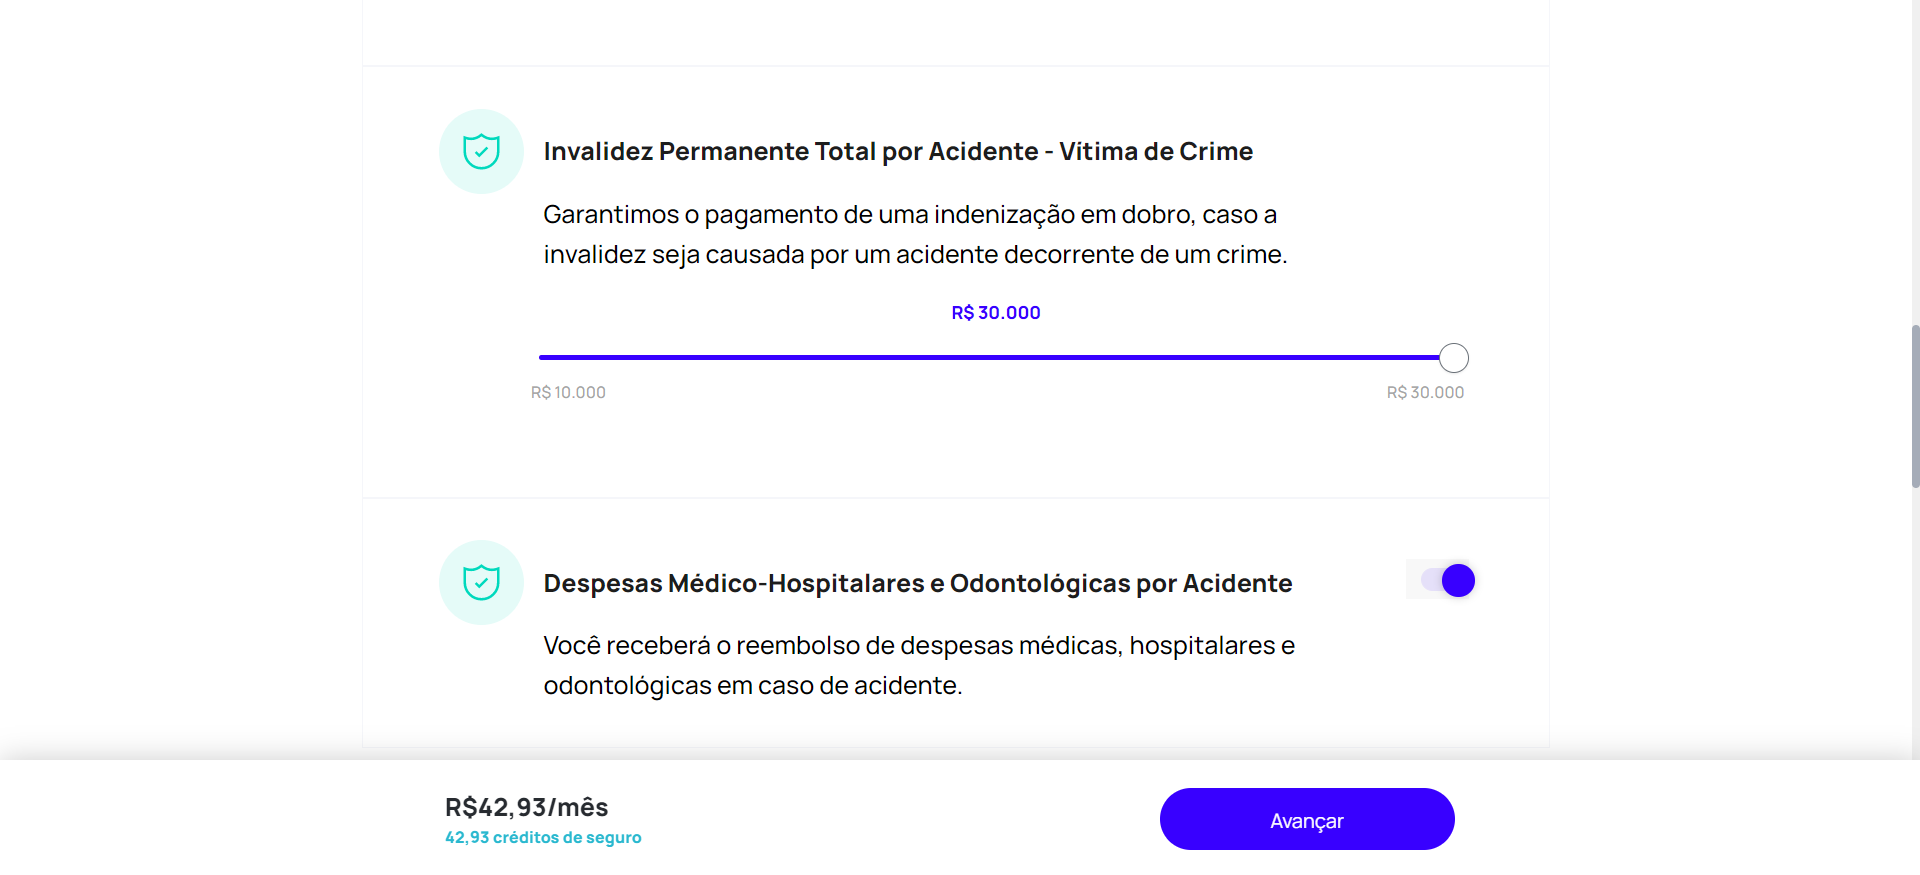 Invalidez Permanente Total por Acidente - Vítima de Crime
Garantimos o pagamento de uma indenização em dobro, caso a
invalidez seja causada por um acidente decorrente de um crime.
R$ 30.000
R$ 10.000
R$ 30.000
Despesas Médico-Hospitalares e Odontológicas por Acidente
Você receberá o reembolso de despesas médicas, hospitalares e
odontológicas em caso de acidente.
R$42,93/mês
42,93 créditos de seguro
Avançar